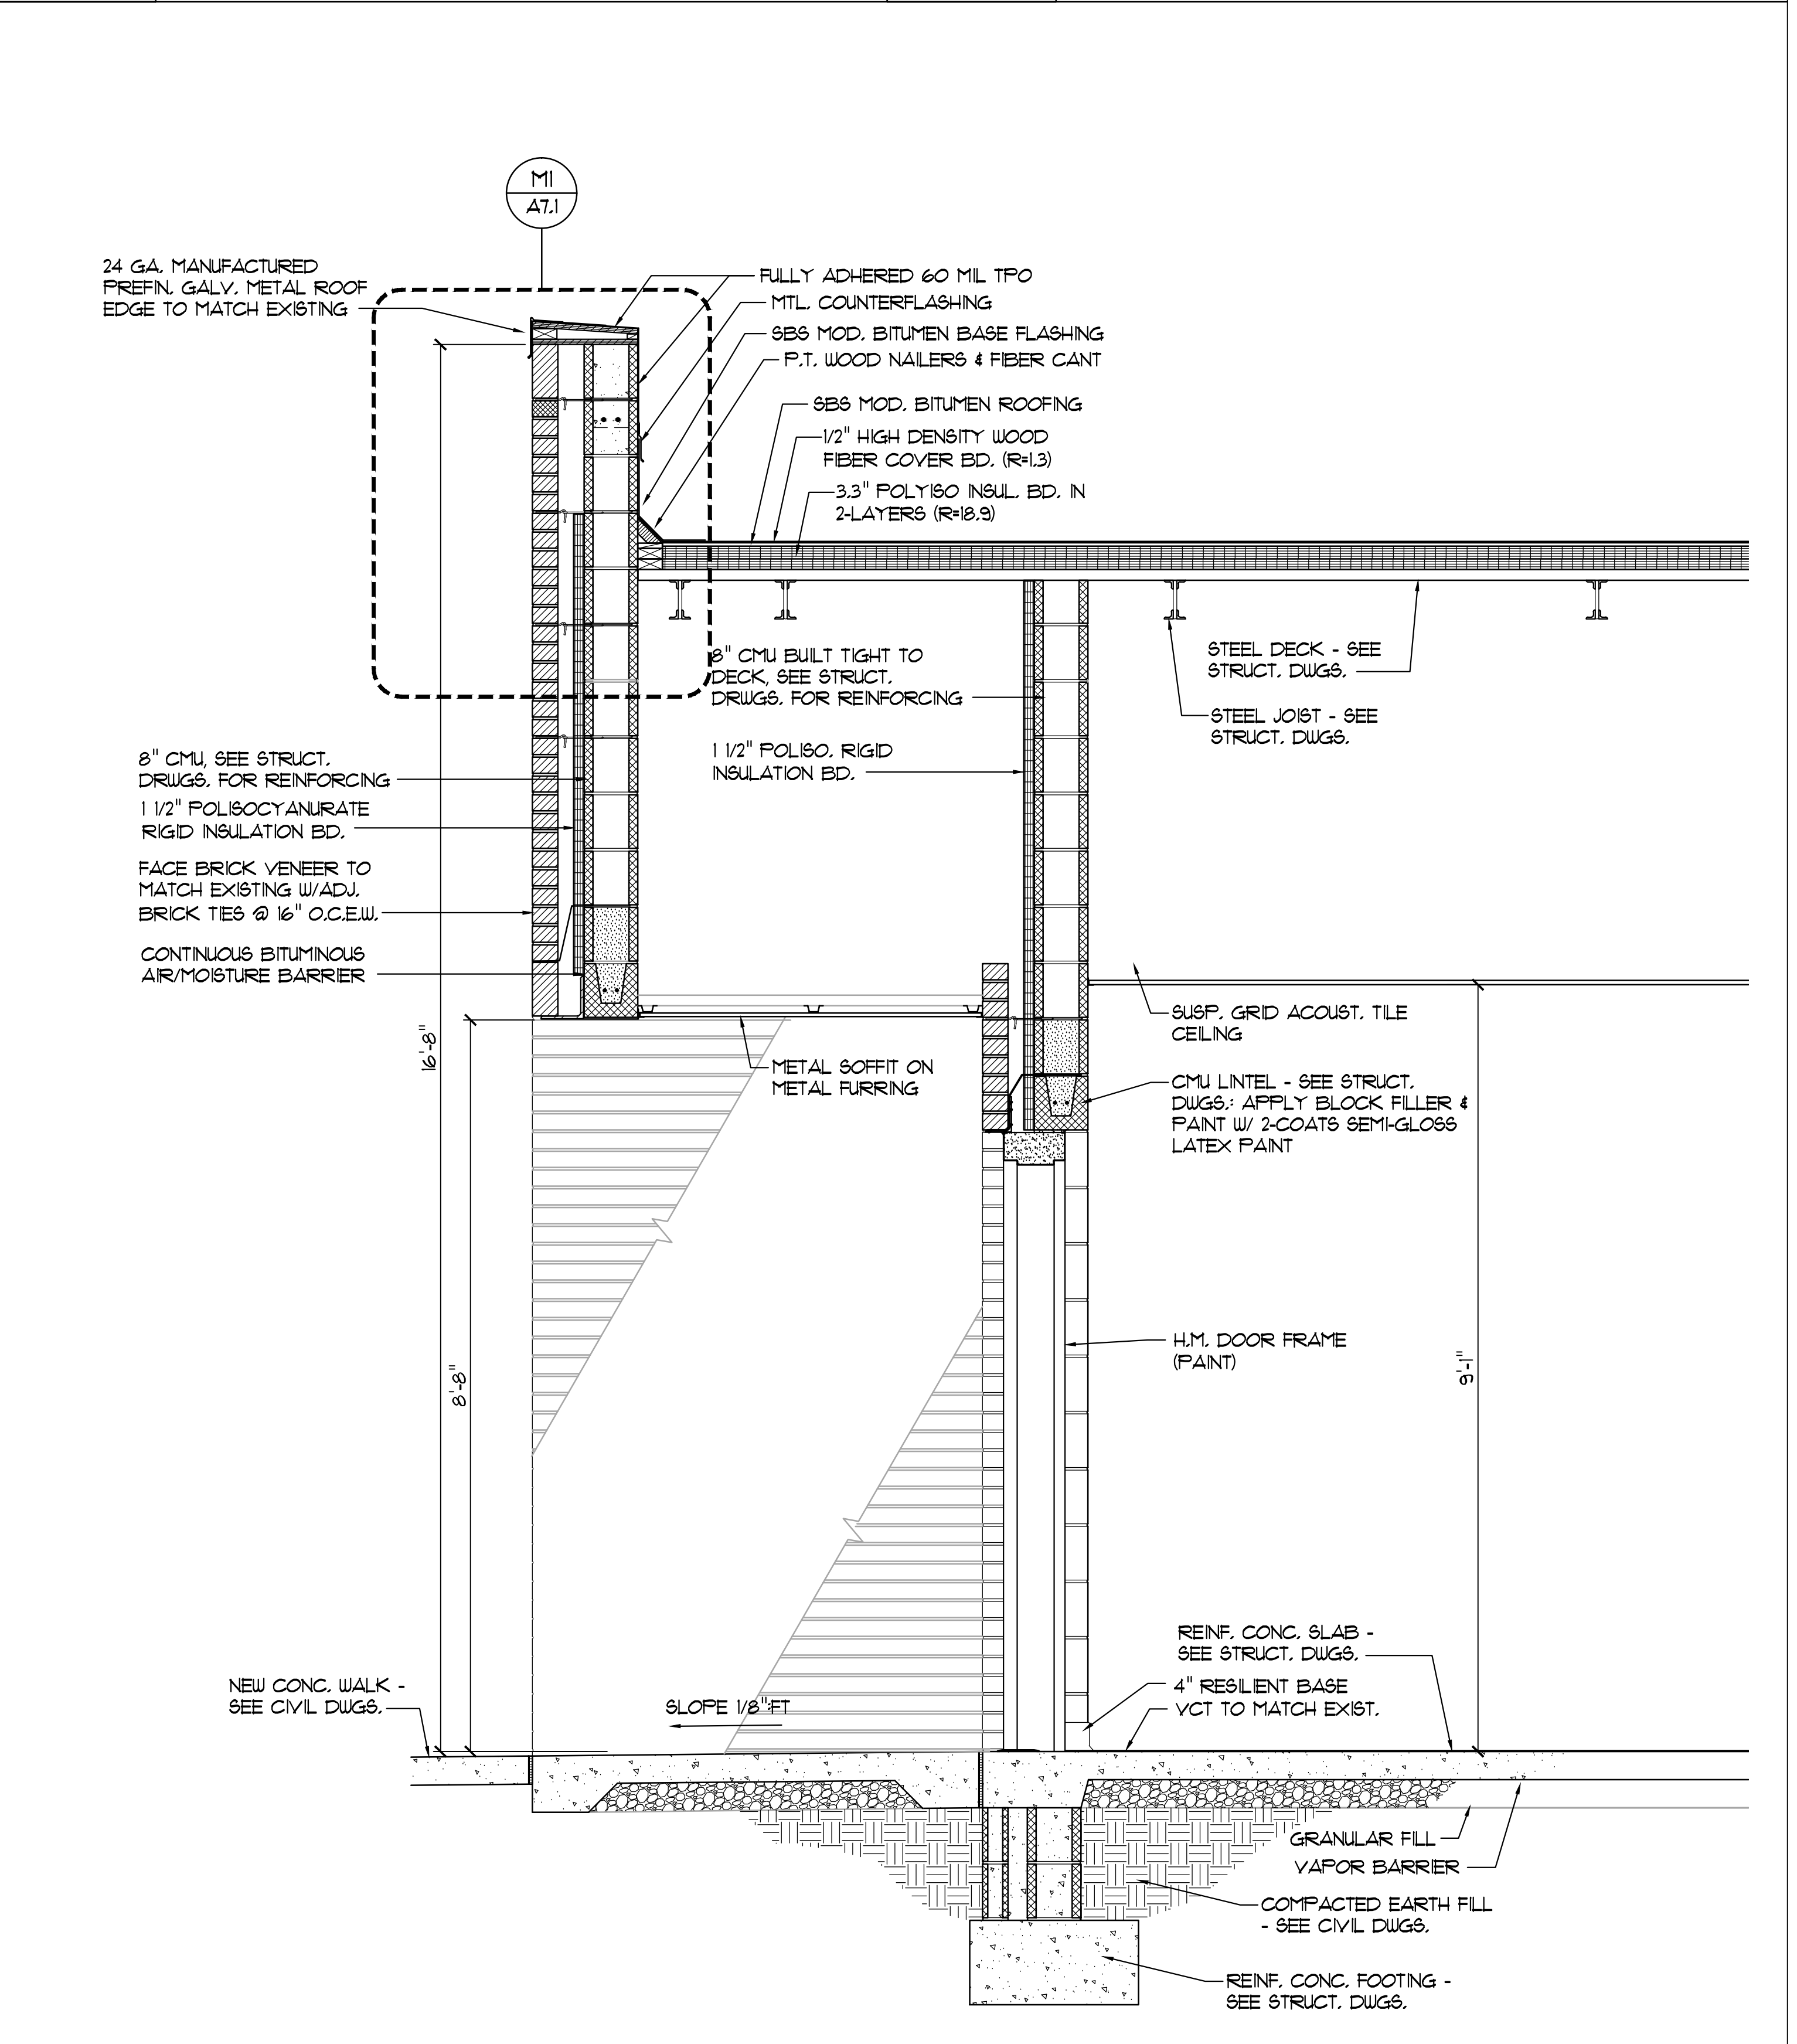 M1
A7.1
24 GA. MANUFACTURED
PREFIN. GALV. METAL ROOF
EDGE TO MATCH EXISTING
FULLY ADHERED 60 MIL TPO
MTL. COUNTERFLASHING
SBS MOD. BITUMEN BASE FLASHING
P.T. WOOD NAILERS & FIBER CANT
SBS MOD. BITUMEN ROOFING
1/2" HIGH DENSITY WOOD
FIBER COVER BD. (R=1.3)
3.3" POLYISO INSUL. BD. IN
2-LAYERS (R=18.9)
8" CMU BUILT TIGHT TO
DECK, SEE STRUCT.
DRWGS. FOR REINFORCING
STEEL DECK - SEE
STRUCT. DWGS.
STEEL JOIST - SEE
STRUCT. DWGS.
1 1/2" POLISO. RIGID
INSULATION BD.
8" CMU, SEE STRUCT.
DRWGS. FOR REINFORCING
1 1/2" POLISOCYANURATE
RIGID INSULATION BD.
FACE BRICK VENEER TO
MATCH EXISTING W/ADJ.
BRICK TIES @ 16" O.C.E.W.
CONTINUOUS BITUMINOUS
AIR/MOISTURE BARRIER
16'-8"
8'-8"
METAL SOFFIT ON
METAL FURRING
SUSP. GRID ACOUST. TILE
CEILING
CMU LINTEL - SEE STRUCT.
DWGS.: APPLY BLOCK FILLER &
PAINT W/ 2-COATS SEMI-GLOSS
LATEX PAINT
H.M. DOOR FRAME
(PAINT)
9'-1"
REINF. CONC. SLAB -
SEE STRUCT. DWGS.
4" RESILIENT BASE
VCT TO MATCH EXIST.
NEW CONC. WALK -
SEE CIVIL DWGS.
SLOPE 1/8":FT
GRANULAR FILL
VAPOR BARRIER
COMPACTED EARTH FILL
- SEE CIVIL DWGS.
REINF. CONC. FOOTING -
SEE STRUCT. DWGS.